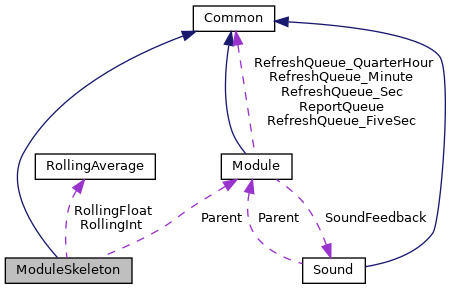 Common
RefreshQueue_QuarterHour
RefreshQueue_Minute
RefreshQueue_Sec
ReportQueue
RefreshQueue_FiveSec
RollingAverage
Module
RollingFloat
RollingInt
Parent
Parent
SoundFeedback
ModuleSkeleton
Sound